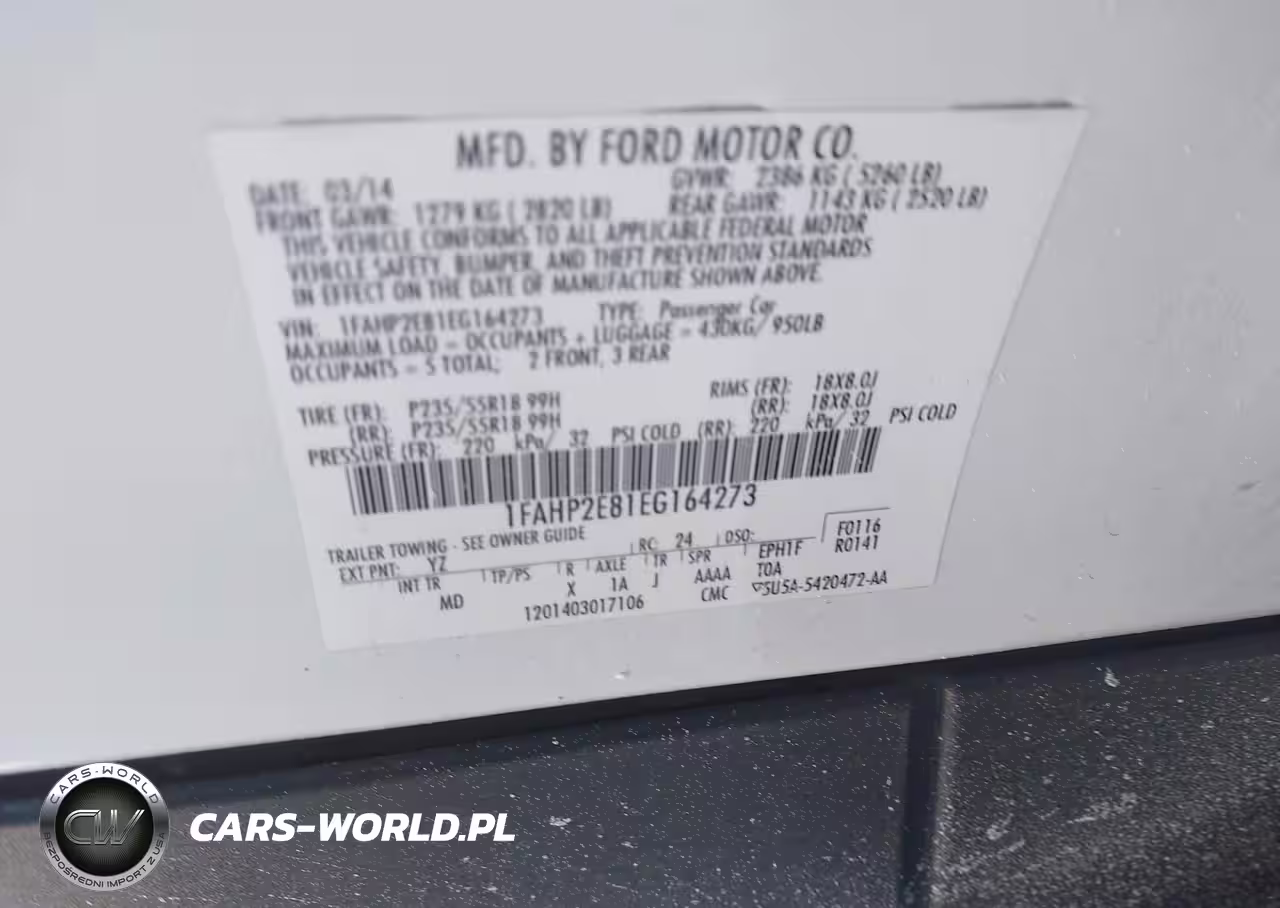 MFD. BY FORD MOTOR CO.
DATE: 03/14 GVWR: 2386 KG ( 5260 LB)
FRONT GAWR: 1279 KG ( 2820 LB) REAR GAWR: 1143 KG ( 2520 LB)
THIS VEHICLE CONFORMS TO ALL APPLICABLE FEDERAL MOTOR
VEHICLE SAFETY, BUMPER, AND THEFT PREVENTION STANDARDS
IN EFFECT ON THE DATE OF MANUFACTURE SHOWN ABOVE.
VIN: 1FAHP2E81EG164273 TYPE: Passenger Car
MAXIMUM LOAD = OCCUPANTS + LUGGAGE = 430KG/ 950LB
OCCUPANTS = 5 TOTAL; 2 FRONT, 3 REAR
TIRE (FR): P235/55R18 99H RIMS (FR): 18X8.0J
(RR): P235/55R18 99H (RR): 18X8.0J
PRESSURE (FR): 220 kPa/ 32 PSI COLD (RR): 220 kPa/ 32 PSI COLD
1FAHP2E81EG164273
TRAILER TOWING - SEE OWNER GUIDE
F0116
EXT PNT: YZ RC: 24 DSO: R0141
INT TR TP/PS R AXLE TR SPR EPH1F
MD X 1A J AAAA TOA
1201403017106 CMC 5U5A-5420472-AA
CARS-WORLD
CW
BEZPOŚREDNI IMPORT Z USA
CARS-WORLD.PL